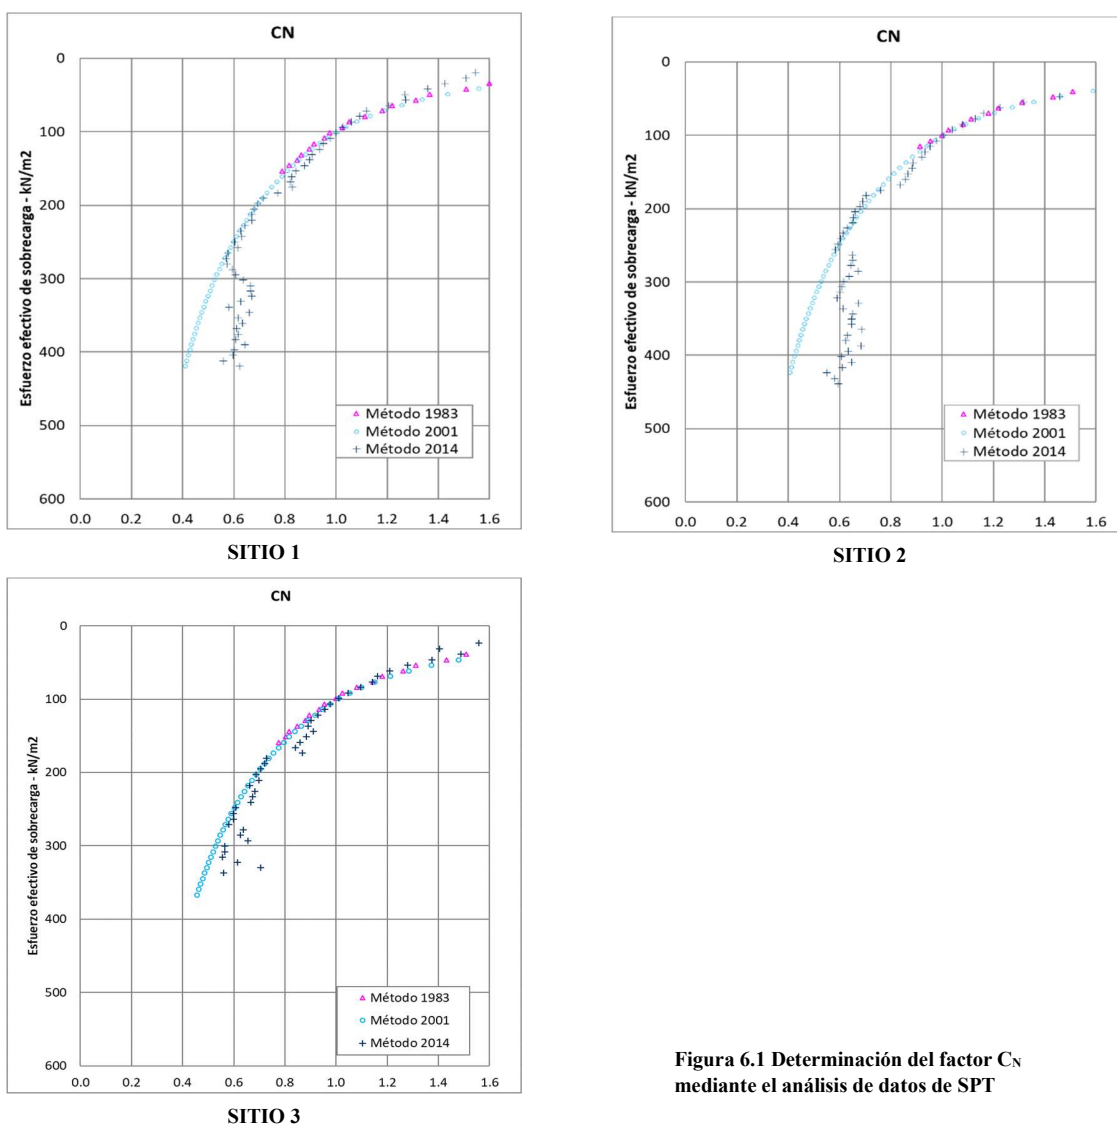 CN
Esfuerzo efectivo de sobrecarga - kN/m2
0
100
200
300
400
500
600
0.0 0.2 0.4 0.6 0.8 1.0 1.2 1.4 1.6
Método 1983
Método 2001
Método 2014
SITIO 1
CN
Esfuerzo efectivo de sobrecarga - kN/m2
0
100
200
300
400
500
600
0.0 0.2 0.4 0.6 0.8 1.0 1.2 1.4 1.6
Método 1983
Método 2001
Método 2014
SITIO 2
CN
Esfuerzo efectivo de sobrecarga - kN/m2
0
100
200
300
400
500
600
0.0 0.2 0.4 0.6 0.8 1.0 1.2 1.4 1.6
Método 1983
Método 2001
Método 2014
SITIO 3
Figura 6.1 Determinación del factor CN
mediante el análisis de datos de SPT